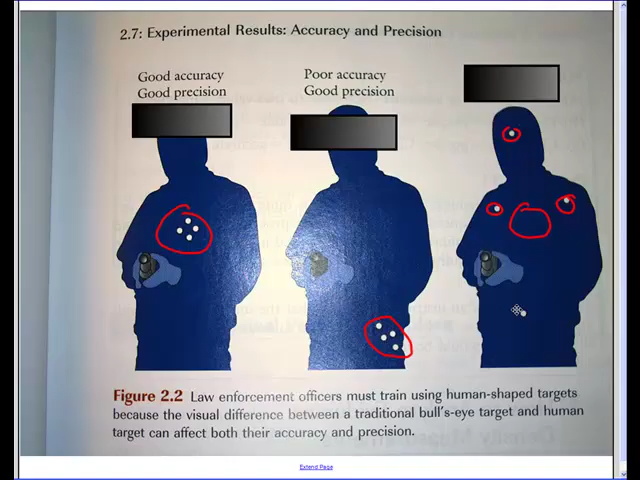 2.7: Experimental Results: Accuracy and Precision
Good accuracy
Good precision
Poor accuracy
Good precision
Figure 2.2 Law enforcement officers must train using human-shaped targets
because the visual difference between a traditional bull's-eye target and human
target can affect both their accuracy and precision.
Extend Page